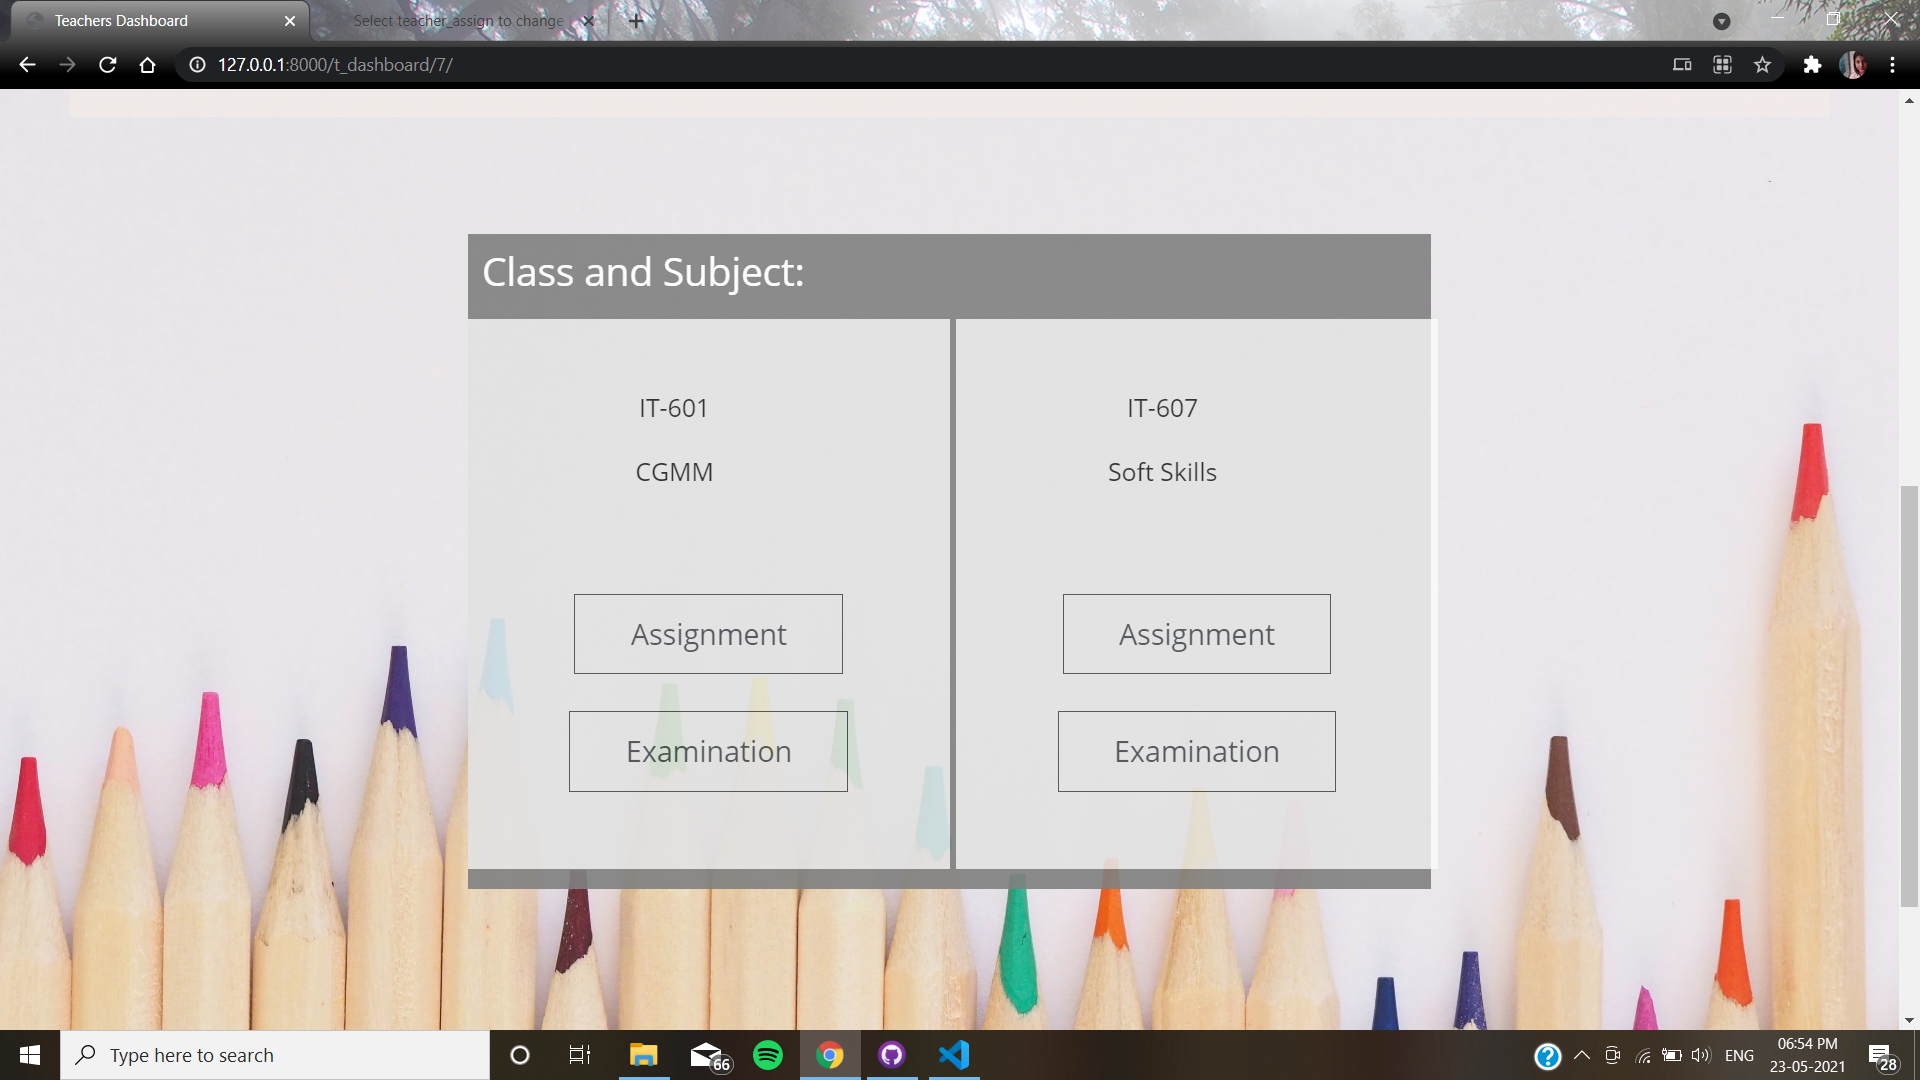 Teachers Dashboard
Select teacher_assign to change
127.0.0.1:8000/t_dashboard/7/
Class and Subject:
IT-601
CGMM
Assignment
Examination
IT-607
Soft Skills
Assignment
Examination
Type here to search
66
ENG
06:54 PM
23-05-2021
28